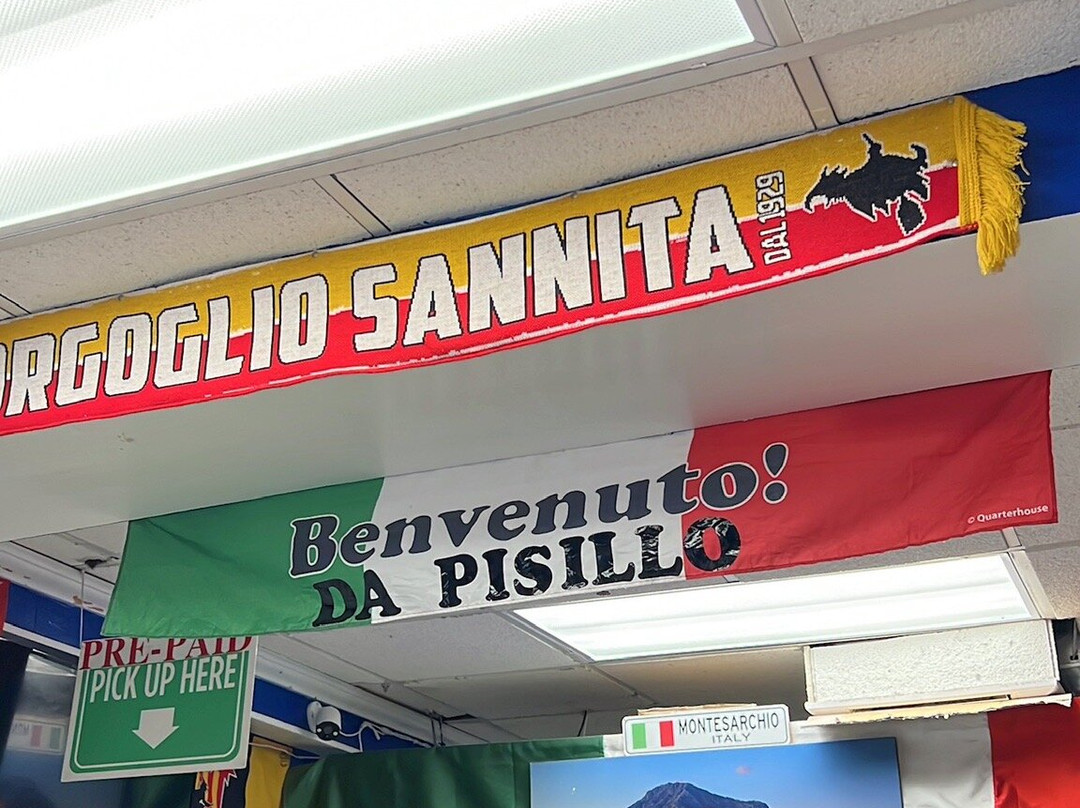 ORGOGLIO SANNITA DAL 1929
Benvenuto!
DA PISILLO
© Quarterhouse
PRE-PAID
PICK UP HERE
MONTESARCHIO
ITALY